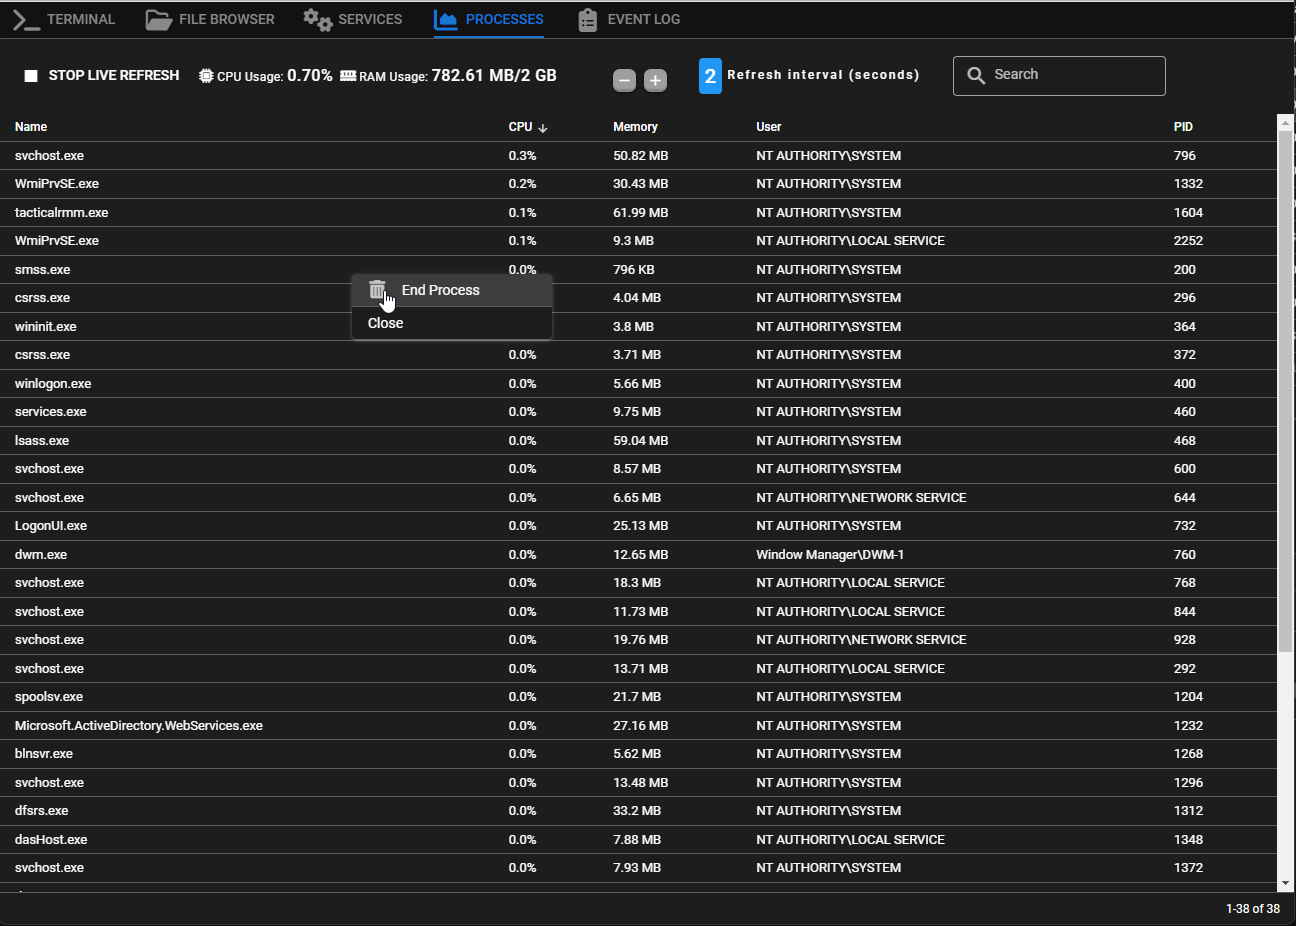 TERMINAL FILE BROWSER SERVICES PROCESSES EVENT LOG
STOP LIVE REFRESH CPU Usage: 0.70% RAM Usage: 782.61 MB/2 GB 2 Refresh interval (seconds) Search
Name CPU Memory User PID
svchost.exe 0.3% 50.82 MB NT AUTHORITY\SYSTEM 796
WmiPrvSE.exe 0.2% 30.43 MB NT AUTHORITY\SYSTEM 1332
tacticalrmm.exe 0.1% 61.99 MB NT AUTHORITY\SYSTEM 1604
WmiPrvSE.exe 0.1% 9.3 MB NT AUTHORITY\LOCAL SERVICE 2252
smss.exe 0.0% 796 KB NT AUTHORITY\SYSTEM 200
End Process
csrss.exe 4.04 MB NT AUTHORITY\SYSTEM 296
Close
wininit.exe 3.8 MB NT AUTHORITY\SYSTEM 364
csrss.exe 0.0% 3.71 MB NT AUTHORITY\SYSTEM 372
winlogon.exe 0.0% 5.66 MB NT AUTHORITY\SYSTEM 400
services.exe 0.0% 9.75 MB NT AUTHORITY\SYSTEM 460
lsass.exe 0.0% 59.04 MB NT AUTHORITY\SYSTEM 468
svchost.exe 0.0% 8.57 MB NT AUTHORITY\SYSTEM 600
svchost.exe 0.0% 6.65 MB NT AUTHORITY\NETWORK SERVICE 644
LogonUI.exe 0.0% 25.13 MB NT AUTHORITY\SYSTEM 732
dwm.exe 0.0% 12.65 MB Window Manager\DWM-1 760
svchost.exe 0.0% 18.3 MB NT AUTHORITY\LOCAL SERVICE 768
svchost.exe 0.0% 11.73 MB NT AUTHORITY\LOCAL SERVICE 844
svchost.exe 0.0% 19.76 MB NT AUTHORITY\NETWORK SERVICE 928
svchost.exe 0.0% 13.71 MB NT AUTHORITY\LOCAL SERVICE 292
spoolsv.exe 0.0% 21.7 MB NT AUTHORITY\SYSTEM 1204
Microsoft.ActiveDirectory.WebServices.exe 0.0% 27.16 MB NT AUTHORITY\SYSTEM 1232
blnsvr.exe 0.0% 5.62 MB NT AUTHORITY\SYSTEM 1268
svchost.exe 0.0% 13.48 MB NT AUTHORITY\SYSTEM 1296
dfsrs.exe 0.0% 33.2 MB NT AUTHORITY\SYSTEM 1312
dasHost.exe 0.0% 7.88 MB NT AUTHORITY\LOCAL SERVICE 1348
svchost.exe 0.0% 7.93 MB NT AUTHORITY\SYSTEM 1372
1-38 of 38